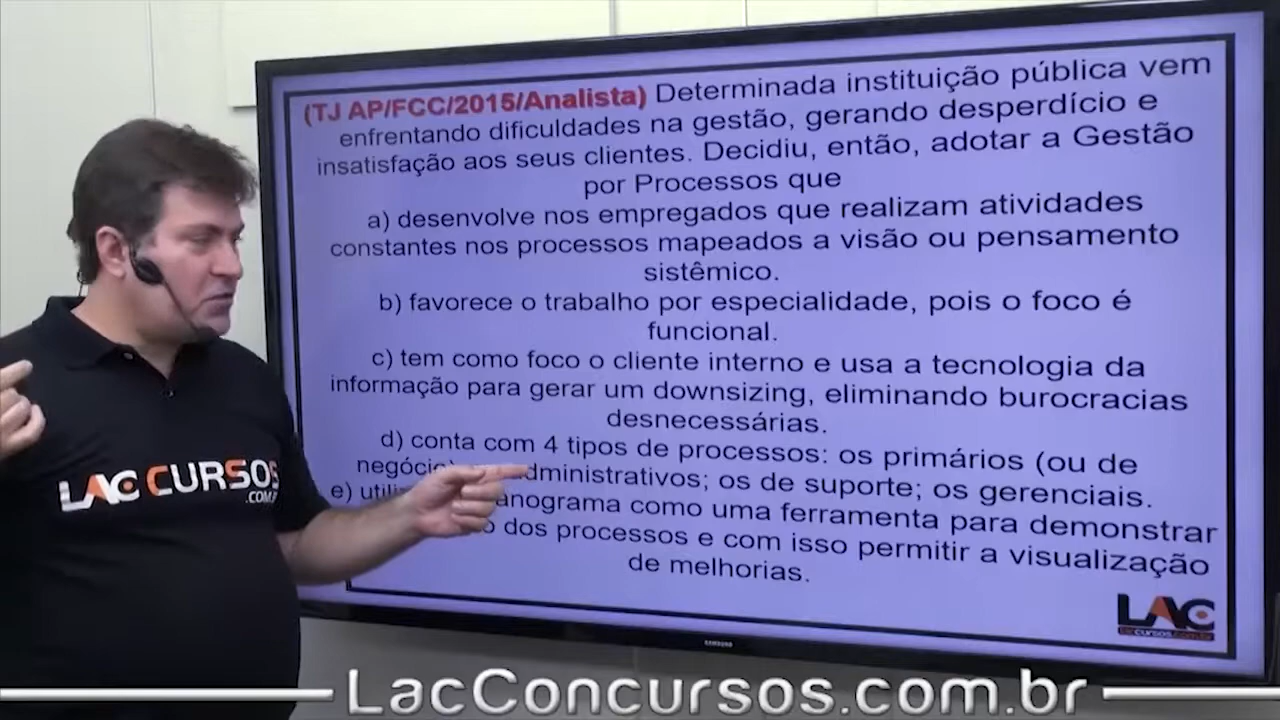 (TJ AP/FCC/2015/Analista) Determinada instituição pública vem
enfrentando dificuldades na gestão, gerando desperdício e
insatisfação aos seus clientes. Decidiu, então, adotar a Gestão
por Processos que
a) desenvolve nos empregados que realizam atividades
constantes nos processos mapeados a visão ou pensamento
sistêmico.
b) favorece o trabalho por especialidade, pois o foco é
funcional.
c) tem como foco o cliente interno e usa a tecnologia da
informação para gerar um downsizing, eliminando burocracias
desnecessárias.
d) conta com 4 tipos de processos: os primários (ou de
dministrativos; os de suporte; os gerenciais.
e) anograma como uma ferramenta para demonstrar
dos processos e com isso permitir a visualização
de melhorias.
LAC CURSOS
.COM.B
LAC
laccursos.com.br
SAMSUNG
LacConcursos.com.br